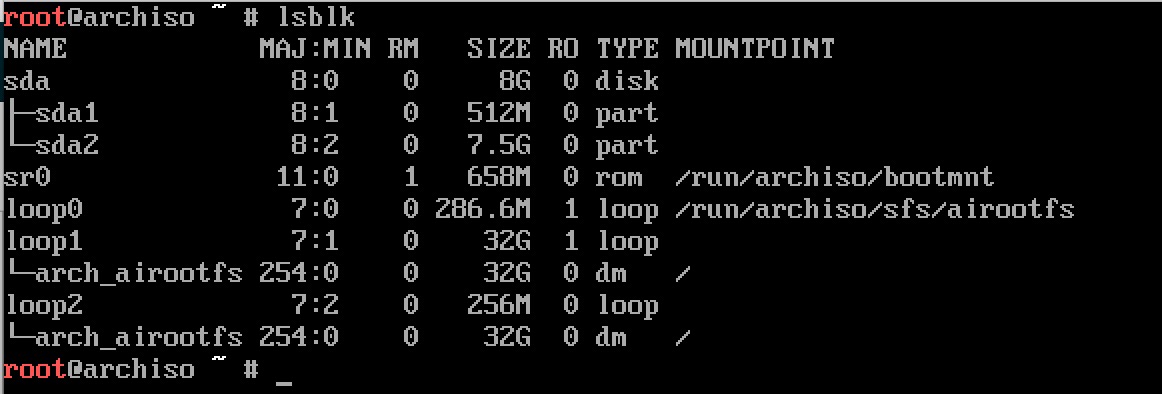 root@archiso ~ # lsblk
NAME            MAJ:MIN RM   SIZE RO TYPE MOUNTPOINT
sda               8:0    0     8G  0 disk
├─sda1            8:1    0   512M  0 part
└─sda2            8:2    0   7.5G  0 part
sr0              11:0    1   658M  0 rom  /run/archiso/bootmnt
loop0             7:0    0 286.6M  1 loop /run/archiso/sfs/airootfs
loop1             7:1    0    32G  1 loop
└─arch_airootfs 254:0    0    32G  0 dm   /
loop2             7:2    0   256M  0 loop
└─arch_airootfs 254:0    0    32G  0 dm   /
root@archiso ~ # _